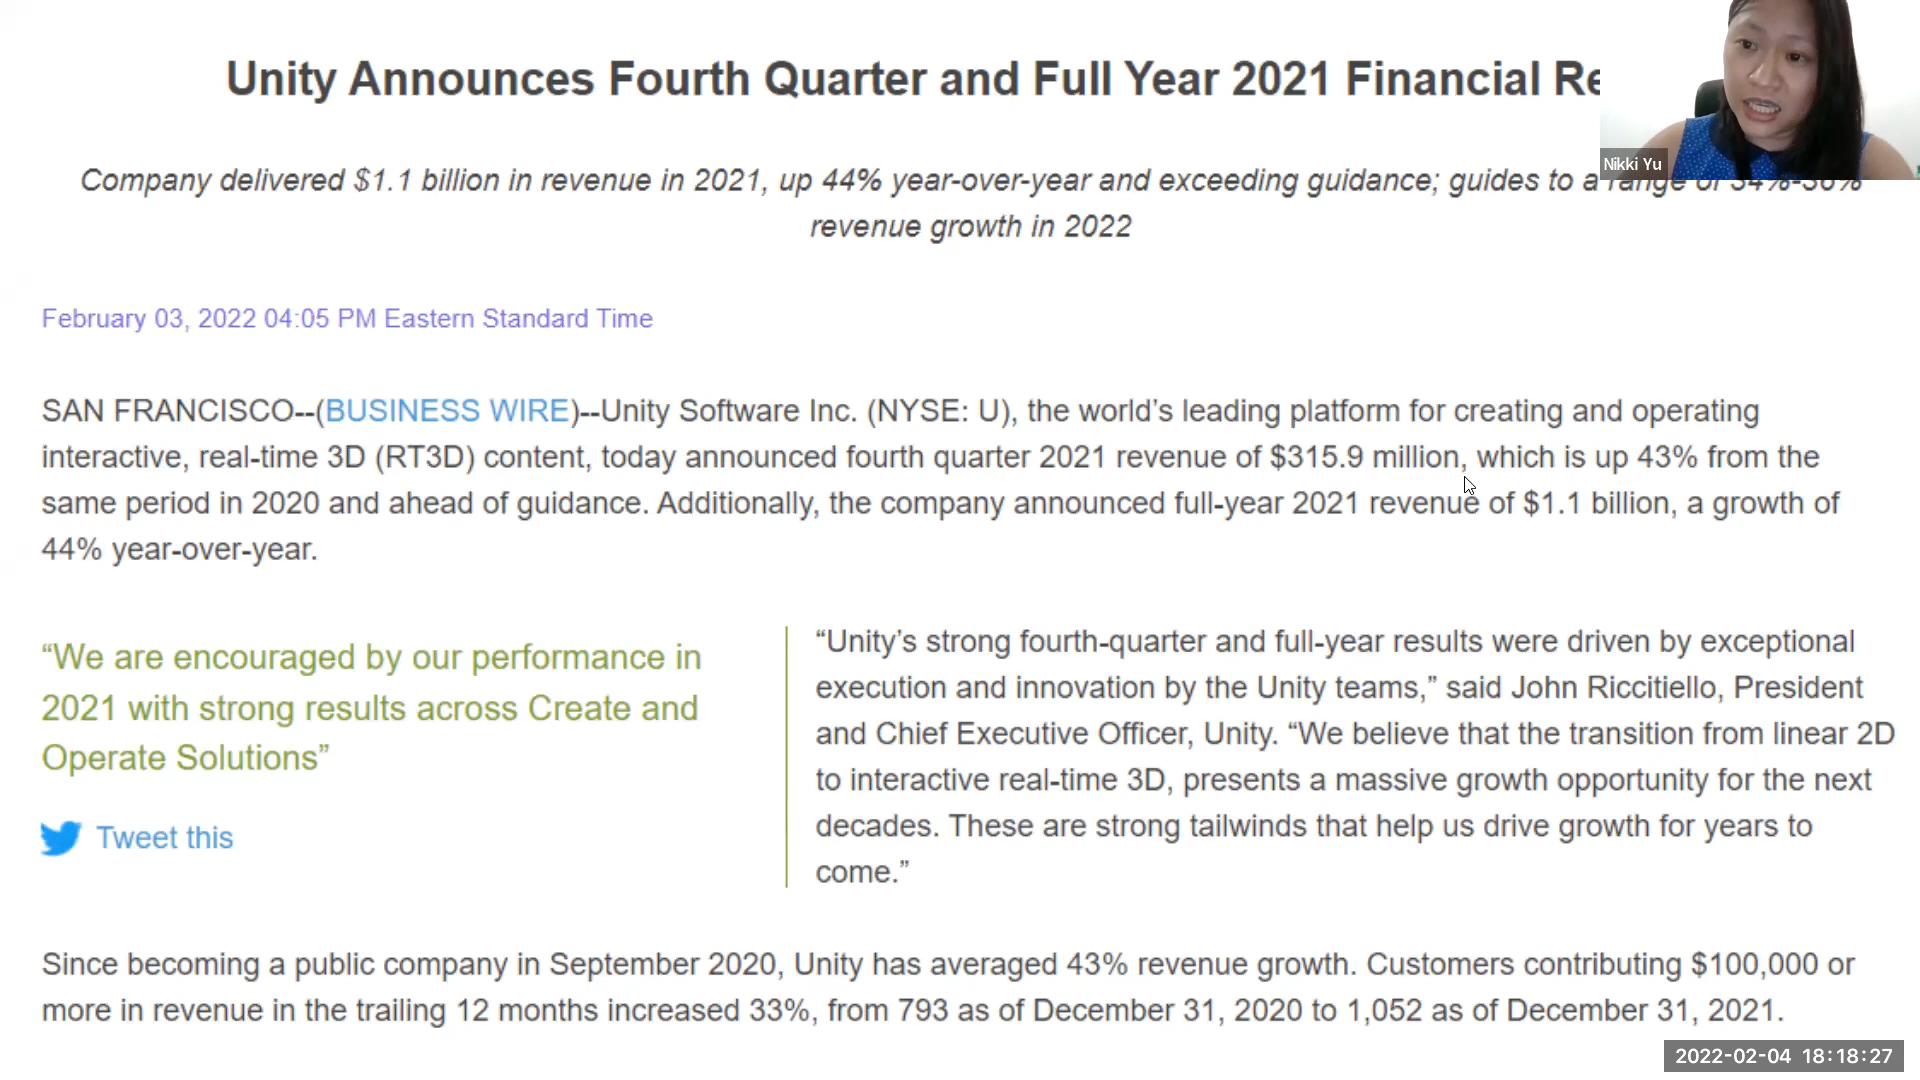 Unity Announces Fourth Quarter and Full Year 2021 Financial
Nikki Yu
Company delivered $1.1 billion in revenue in 2021, up 44% year-over-year and exceeding guidance; guides to a range of 34%-36%
revenue growth in 2022
February 03, 2022 04:05 PM Eastern Standard Time
SAN FRANCISCO--(BUSINESS WIRE)--Unity Software Inc. (NYSE: U), the world’s leading platform for creating and operating
interactive, real-time 3D (RT3D) content, today announced fourth quarter 2021 revenue of $315.9 million, which is up 43% from the
same period in 2020 and ahead of guidance. Additionally, the company announced full-year 2021 revenue of $1.1 billion, a growth of
44% year-over-year.
“We are encouraged by our performance in
2021 with strong results across Create and
Operate Solutions”
Tweet this
“Unity’s strong fourth-quarter and full-year results were driven by exceptional
execution and innovation by the Unity teams,” said John Riccitiello, President
and Chief Executive Officer, Unity. “We believe that the transition from linear 2D
to interactive real-time 3D, presents a massive growth opportunity for the next
decades. These are strong tailwinds that help us drive growth for years to
come.”
Since becoming a public company in September 2020, Unity has averaged 43% revenue growth. Customers contributing $100,000 or
more in revenue in the trailing 12 months increased 33%, from 793 as of December 31, 2020 to 1,052 as of December 31, 2021.
2022-02-04 18:18:27